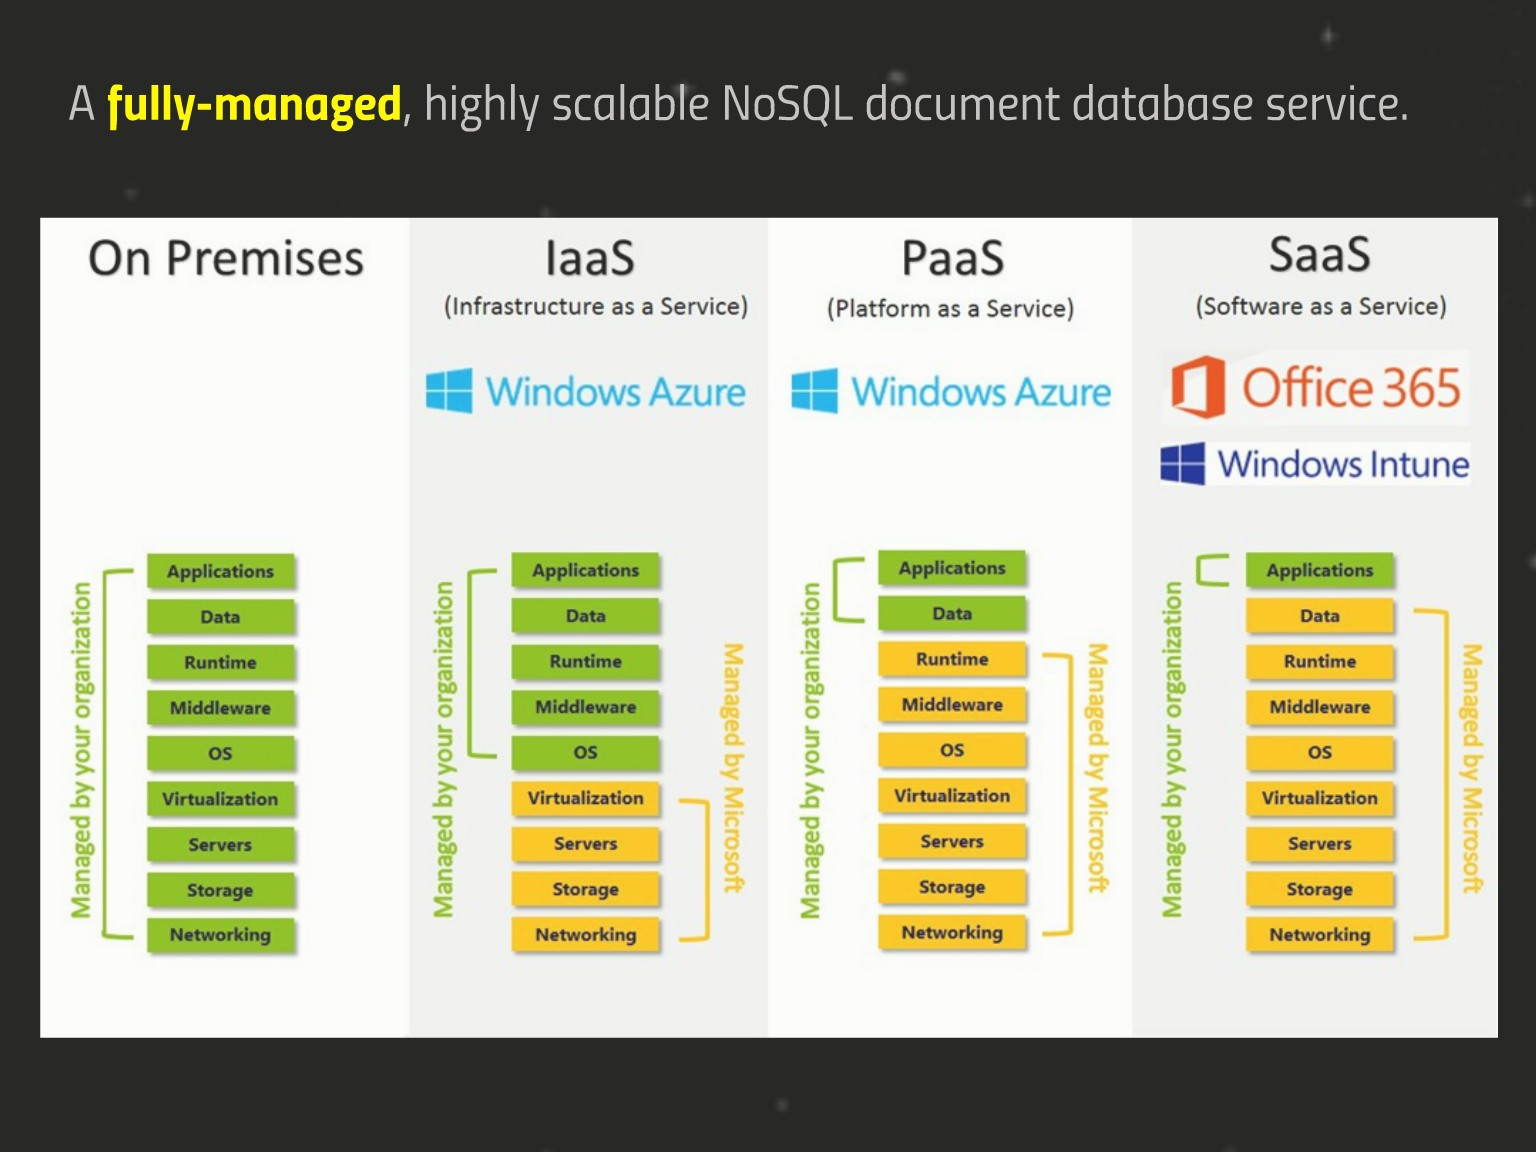 A fully-managed, highly scalable NoSQL document database service.
On Premises
Managed by your organization
Applications
Data
Runtime
Middleware
OS
Virtualization
Servers
Storage
Networking
IaaS
(Infrastructure as a Service)
Windows Azure
Managed by your organization
Applications
Data
Runtime
Middleware
OS
Virtualization
Servers
Storage
Networking
Managed by Microsoft
PaaS
(Platform as a Service)
Windows Azure
Managed by your organization
Applications
Data
Runtime
Middleware
OS
Virtualization
Servers
Storage
Networking
Managed by Microsoft
SaaS
(Software as a Service)
Office 365
Windows Intune
Managed by your organization
Applications
Data
Runtime
Middleware
OS
Virtualization
Servers
Storage
Networking
Managed by Microsoft